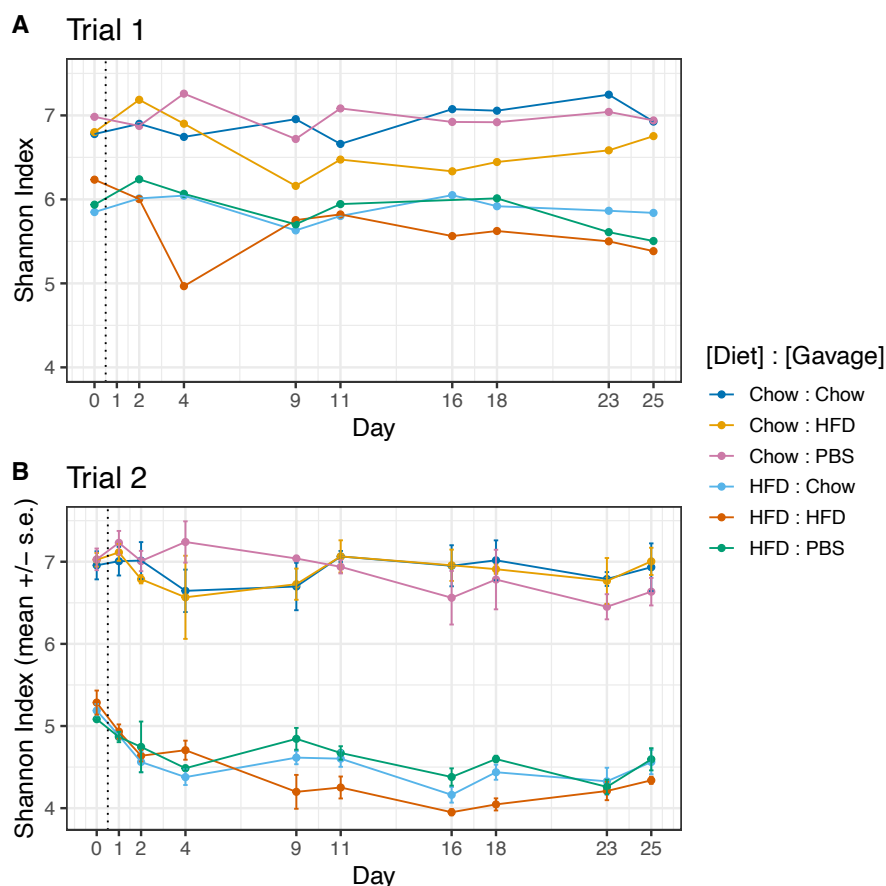 A
Trial 1
Shannon Index
7
6
5
4
0 1 2 4 9 11 16 18 23 25
Day
[Diet] : [Gavage]
Chow : Chow
Chow : HFD
Chow : PBS
HFD : Chow
HFD : HFD
HFD : PBS
B
Trial 2
Shannon Index (mean +/− s.e.)
7
6
5
4
0 1 2 4 9 11 16 18 23 25
Day